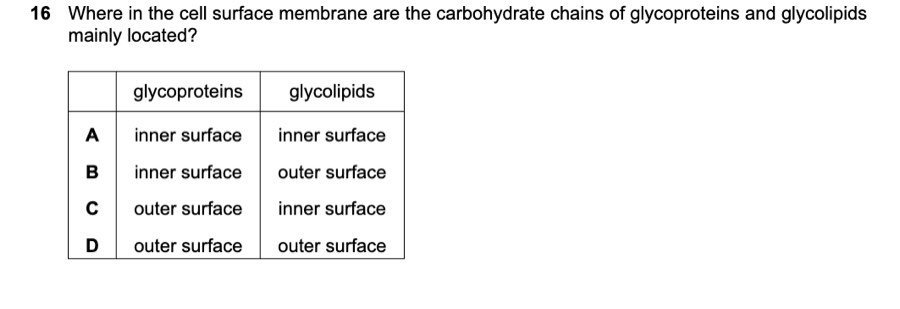 16 Where in the cell surface membrane are the carbohydrate chains of glycoproteins and glycolipids
mainly located?
glycoproteins glycolipids
A inner surface inner surface
B inner surface outer surface
C outer surface inner surface
D outer surface outer surface